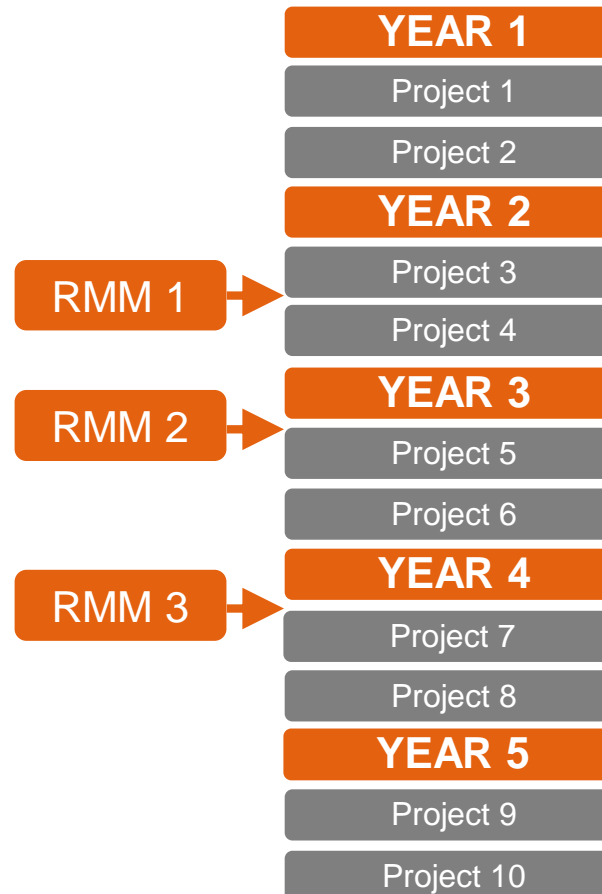 YEAR 1
Project 1
Project 2
YEAR 2
Project 3
RMM 1
Project 4
YEAR 3
RMM 2
Project 5
Project 6
YEAR 4
RMM 3
Project 7
Project 8
YEAR 5
Project 9
Project 10